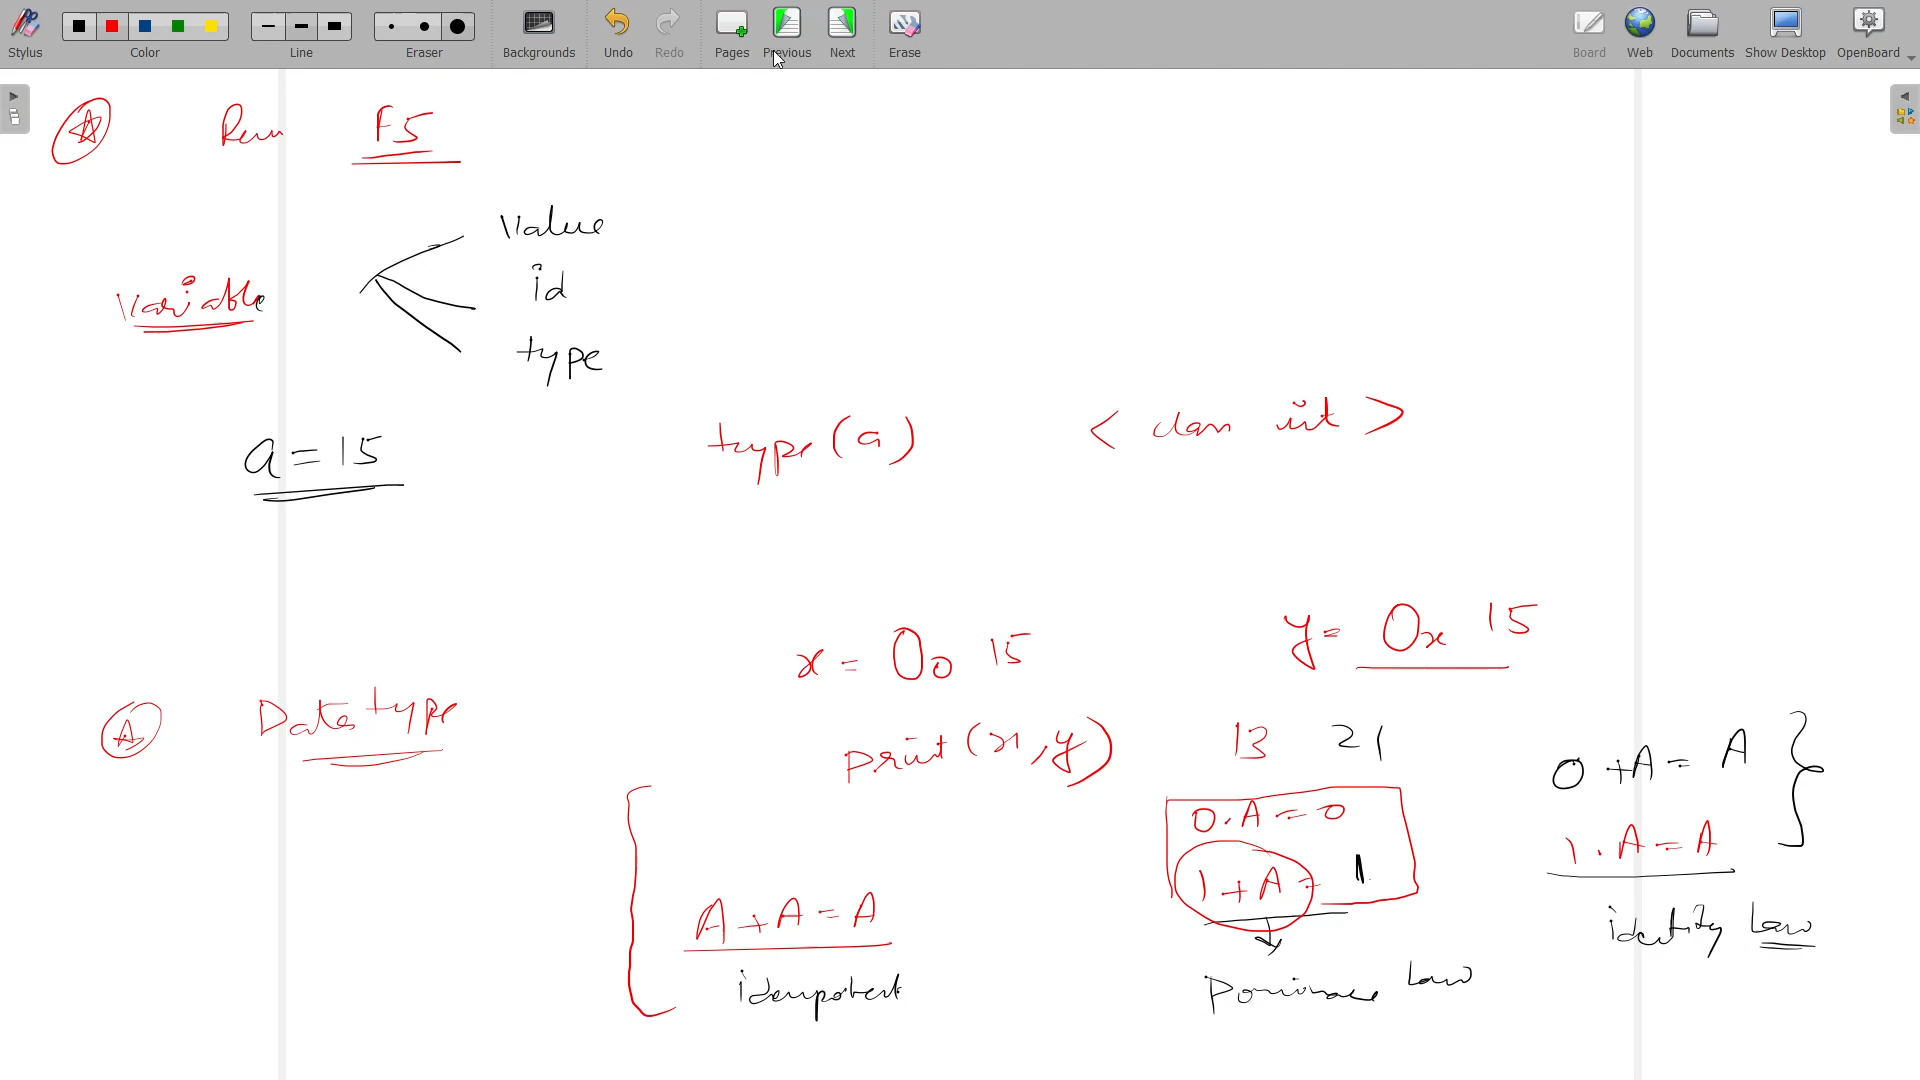 Stylus Color Line Eraser Backgrounds Undo Redo Pages Previous Next Erase Board Web Documents Show Desktop OpenBoard
Run F5
Value
id
Variable
type
a = 15
type (a) < class int >
x = 0o 15
y = 0x 15
Datatype
print (x, y) 13 21
0 + A = A
0 . A = 0
1 . A = A
1 + A = 1
A + A = A
identity Law
idempotent
Dominance Law